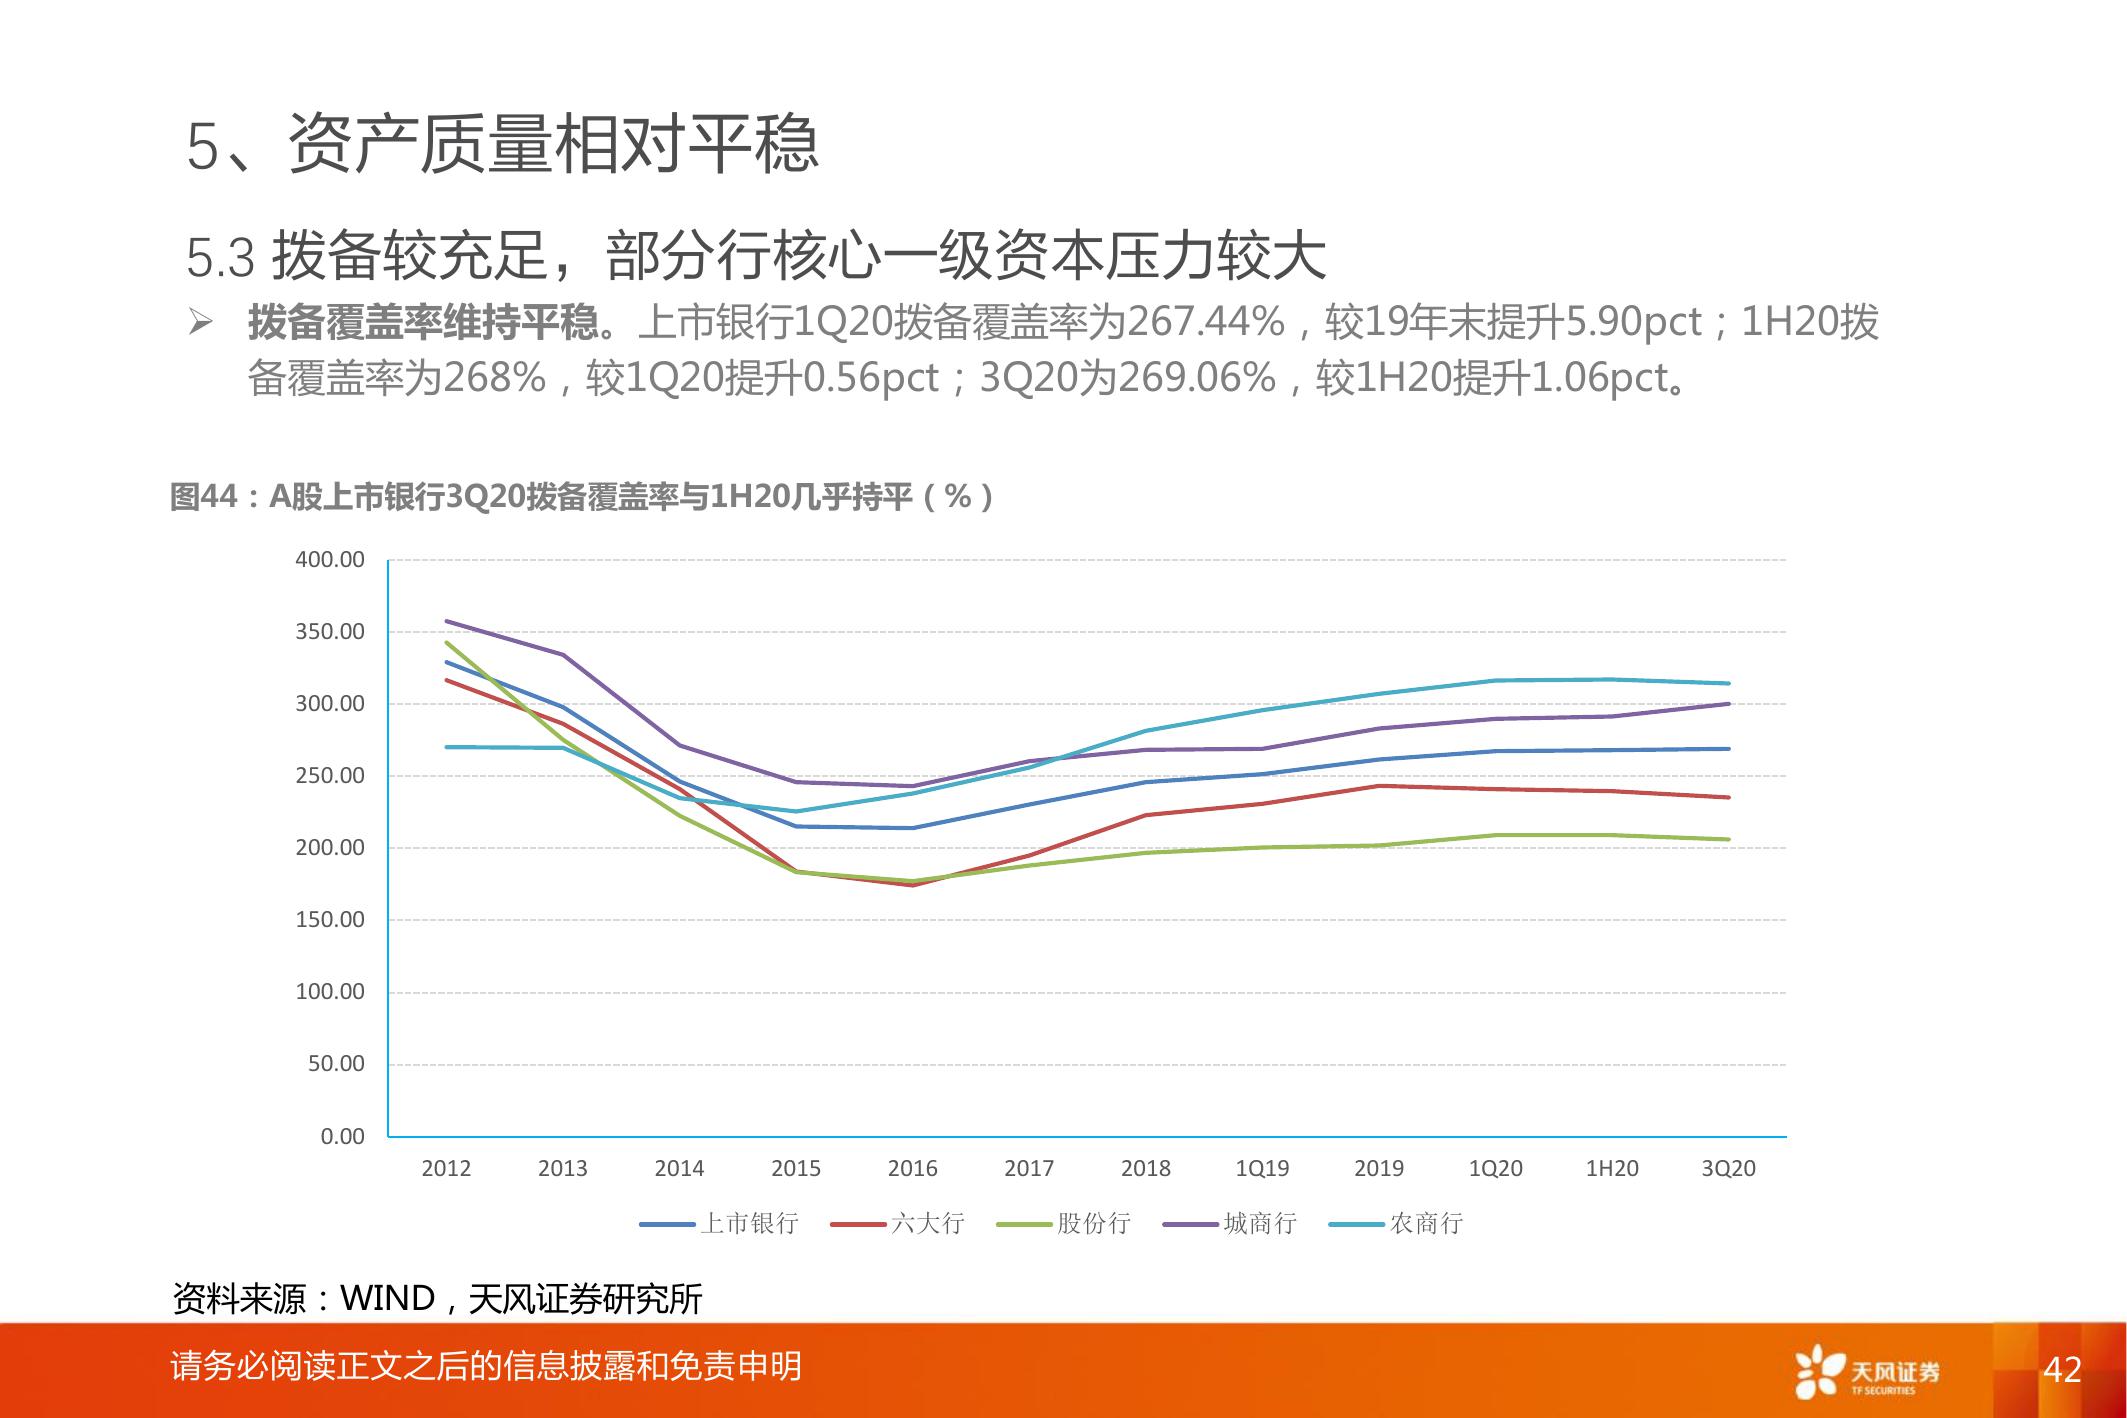 5、资产质量相对平稳
5.3 拨备较充足，部分行核心一级资本压力较大
➢ 拨备覆盖率维持平稳。上市银行1Q20拨备覆盖率为267.44%，较19年末提升5.90pct；1H20拨
备覆盖率为268%，较1Q20提升0.56pct；3Q20为269.06%，较1H20提升1.06pct。
图44：A股上市银行3Q20拨备覆盖率与1H20几乎持平（%）
400.00
350.00
300.00
250.00
200.00
150.00
100.00
50.00
0.00
2012 2013 2014 2015 2016 2017 2018 1Q19 2019 1Q20 1H20 3Q20
上市银行 六大行 股份行 城商行 农商行
资料来源：WIND，天风证券研究所
请务必阅读正文之后的信息披露和免责申明
天风证券
TF SECURITIES
42